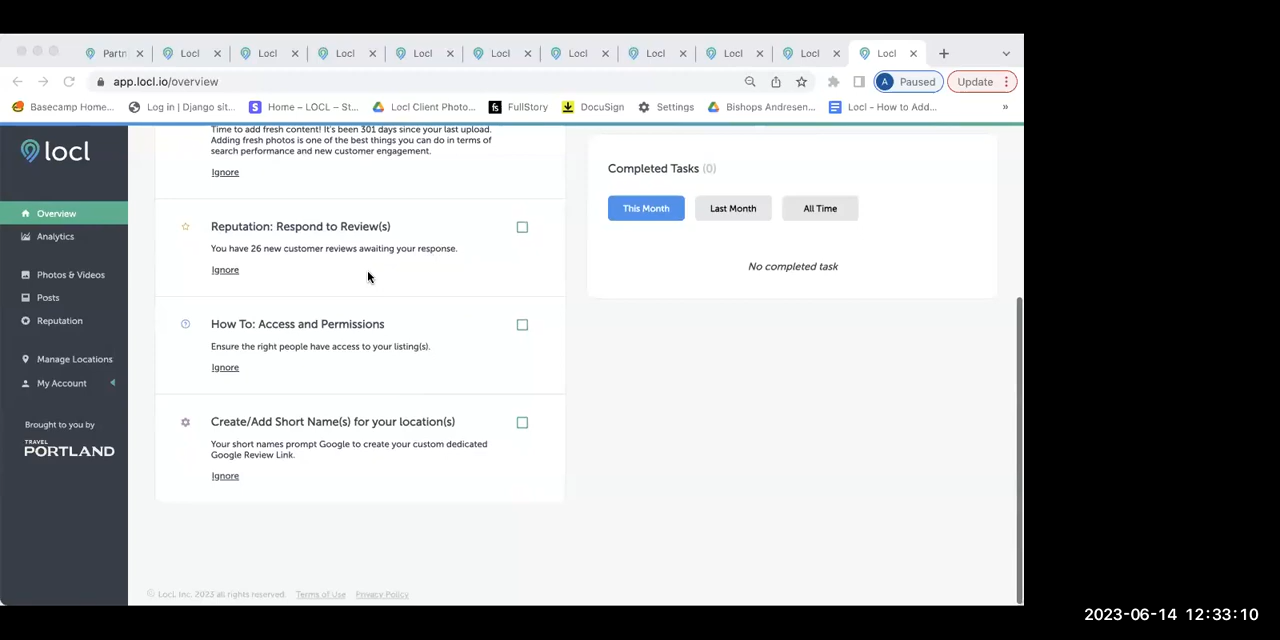 Partn
Locl
Locl
Locl
Locl
Locl
Locl
Locl
Locl
Locl
Locl
app.locl.io/overview
A Paused
Update
Basecamp Home...
Log in | Django sit...
Home – LOCL – St...
Locl Client Photo...
fs FullStory
DocuSign
Settings
Bishops Andresen...
Locl - How to Add...
»
locl
Overview
Analytics
Photos & Videos
Posts
Reputation
Manage Locations
My Account
Brought to you by
TRAVEL
PORTLAND
Time to add fresh content! It's been 301 days since your last upload.
Adding fresh photos is one of the best things you can do in terms of
search performance and new customer engagement.
Ignore
Reputation: Respond to Review(s)
You have 26 new customer reviews awaiting your response.
Ignore
How To: Access and Permissions
Ensure the right people have access to your listing(s).
Ignore
Create/Add Short Name(s) for your location(s)
Your short names prompt Google to create your custom dedicated
Google Review Link.
Ignore
Completed Tasks (0)
This Month
Last Month
All Time
No completed task
© Locl, Inc. 2023 all rights reserved. Terms of Use Privacy Policy
2023-06-14 12:33:10